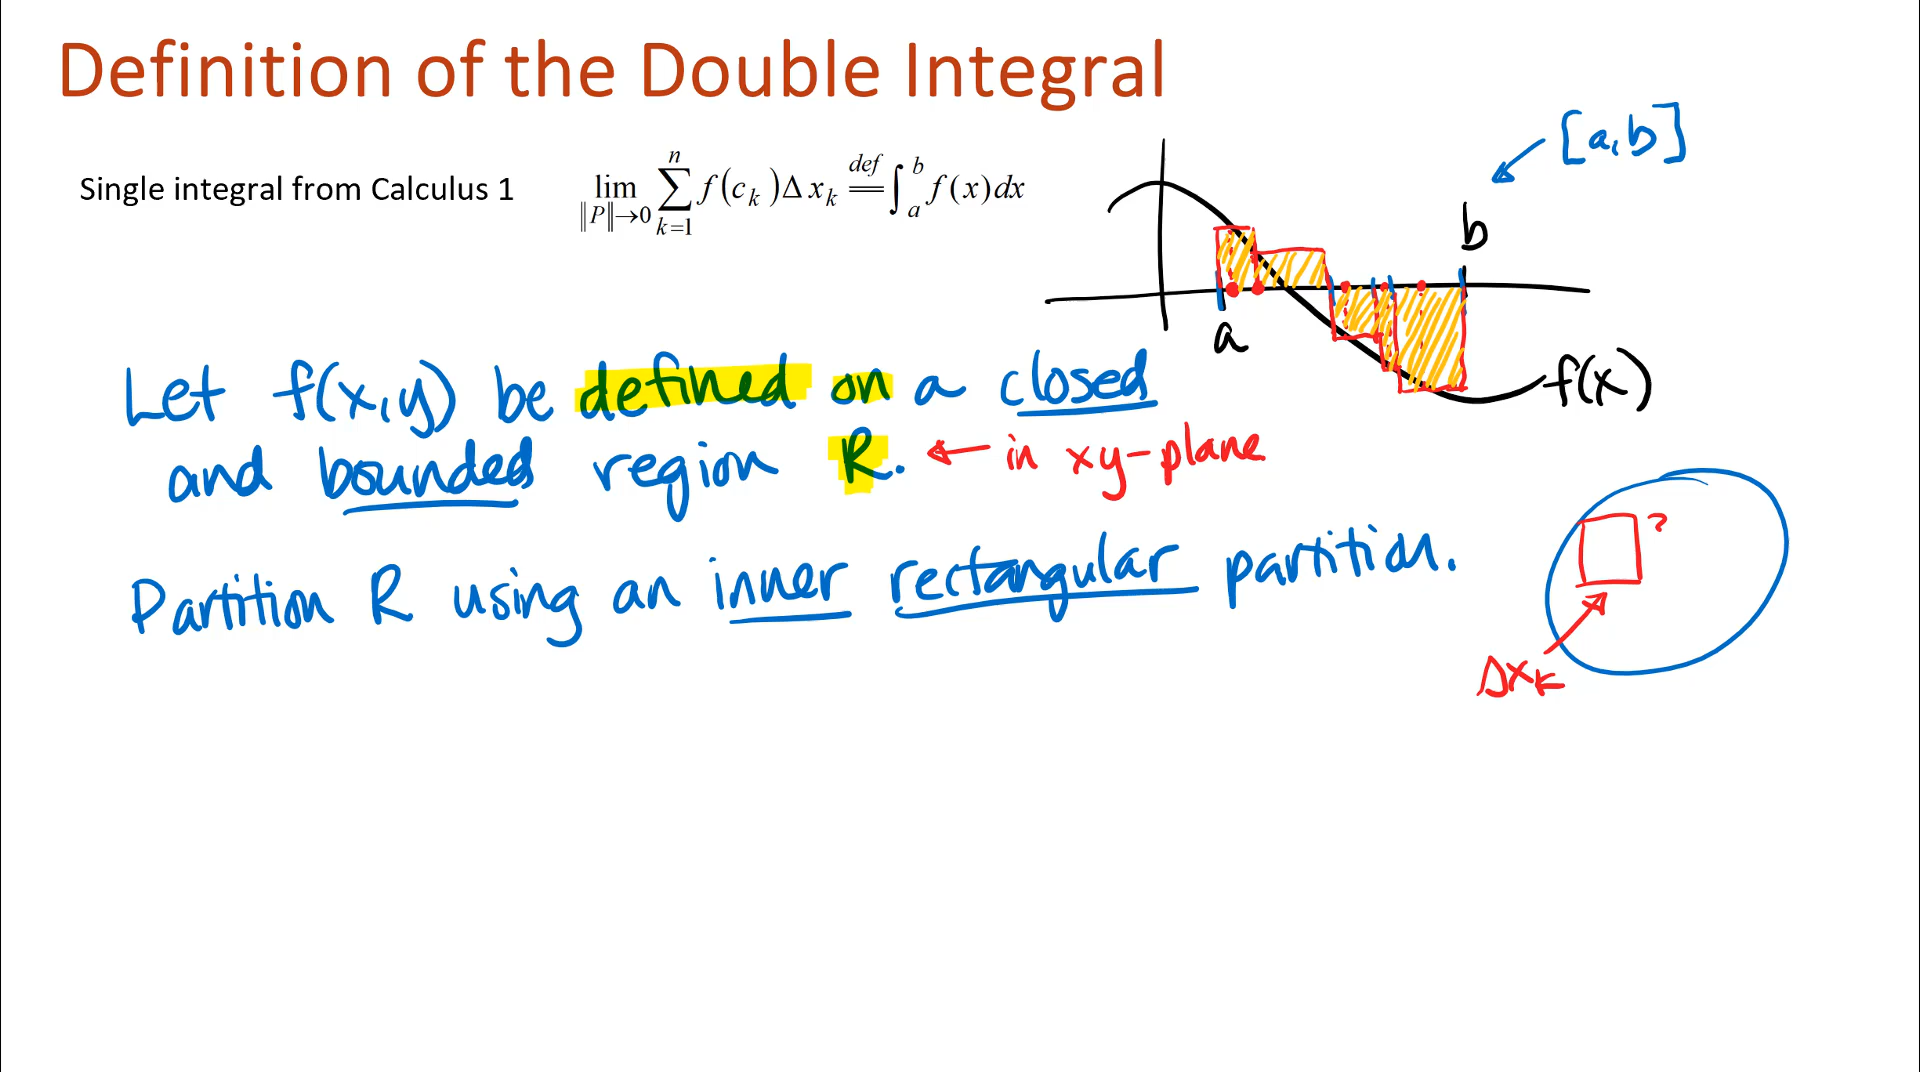 Definition of the Double Integral
[a,b]
Single integral from Calculus 1
lim ‖P‖→0 n ∑ k=1 f(c_k)Δx_k def = ∫ b a f(x)dx
b
a
f(x)
Let f(x,y) be defined on a closed
and bounded region R. ← in xy-plane
?
Partition R using an inner rectangular partition.
Δx_k